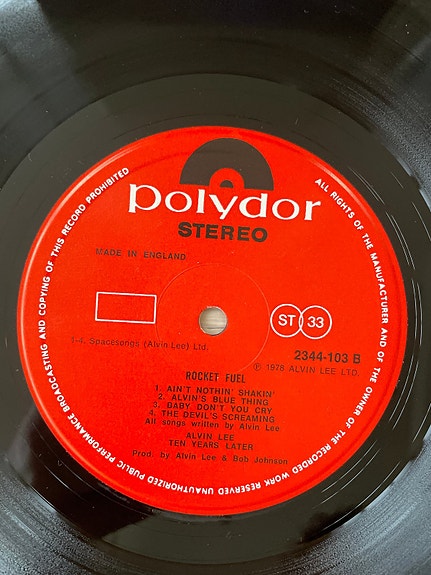 polydor
STEREO
MADE IN ENGLAND
ST 33
2344-103 B
1-4. Spacesongs (Alvin Lee) Ltd.
℗ 1978 ALVIN LEE LTD.
ROCKET FUEL
1. AIN'T NOTHIN' SHAKIN'
2. ALVIN'S BLUE THING
3. BABY DON'T YOU CRY
4. THE DEVIL'S SCREAMING
All songs written by Alvin Lee
ALVIN LEE
TEN YEARS LATER
Prod. by Alvin Lee & Bob Johnson
ALL RIGHTS OF THE MANUFACTURER AND OF THE OWNER OF THE RECORDED WORK RESERVED UNAUTHORIZED PUBLIC PERFORMANCE BROADCASTING AND COPYING OF THIS RECORD PROHIBITED